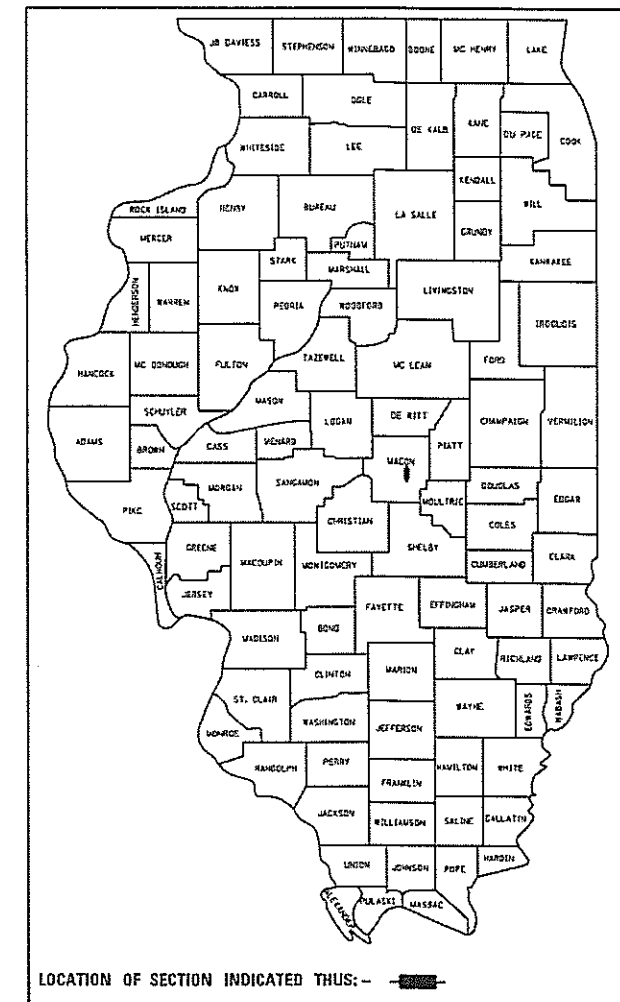 JO DAVIESS STEPHENSON WINNEBAGO BOONE MC HENRY LAKE
CARROLL OGLE DE KALB KANE DU PAGE COOK
WHITESIDE LEE
KENDALL WILL
ROCK ISLAND HENRY BUREAU LA SALLE GRUNDY
MERCER PUTNAM
STARK MARSHALL KANKAKEE
HENDERSON WARREN KNOX PEORIA WOODFORD LIVINGSTON
IROQUOIS
HANCOCK MC DONOUGH FULTON TAZEWELL MC LEAN FORD
SCHUYLER MASON
ADAMS BROWN CASS MENARD LOGAN DE WITT PIATT CHAMPAIGN VERMILION
MACON
PIKE SCOTT MORGAN SANGAMON CHRISTIAN MOULTRIE DOUGLAS EDGAR
COLES
CALHOUN GREENE MACOUPIN MONTGOMERY SHELBY CUMBERLAND CLARK
JERSEY FAYETTE EFFINGHAM JASPER CRAWFORD
MADISON BOND
CLINTON MARION CLAY RICHLAND LAWRENCE
ST. CLAIR WASHINGTON JEFFERSON WAYNE EDWARDS WABASH
MONROE
RANDOLPH PERRY FRANKLIN HAMILTON WHITE
JACKSON WILLIAMSON SALINE GALLATIN
UNION JOHNSON POPE HARDIN
ALEXANDER PULASKI MASSAC
LOCATION OF SECTION INDICATED THUS: -